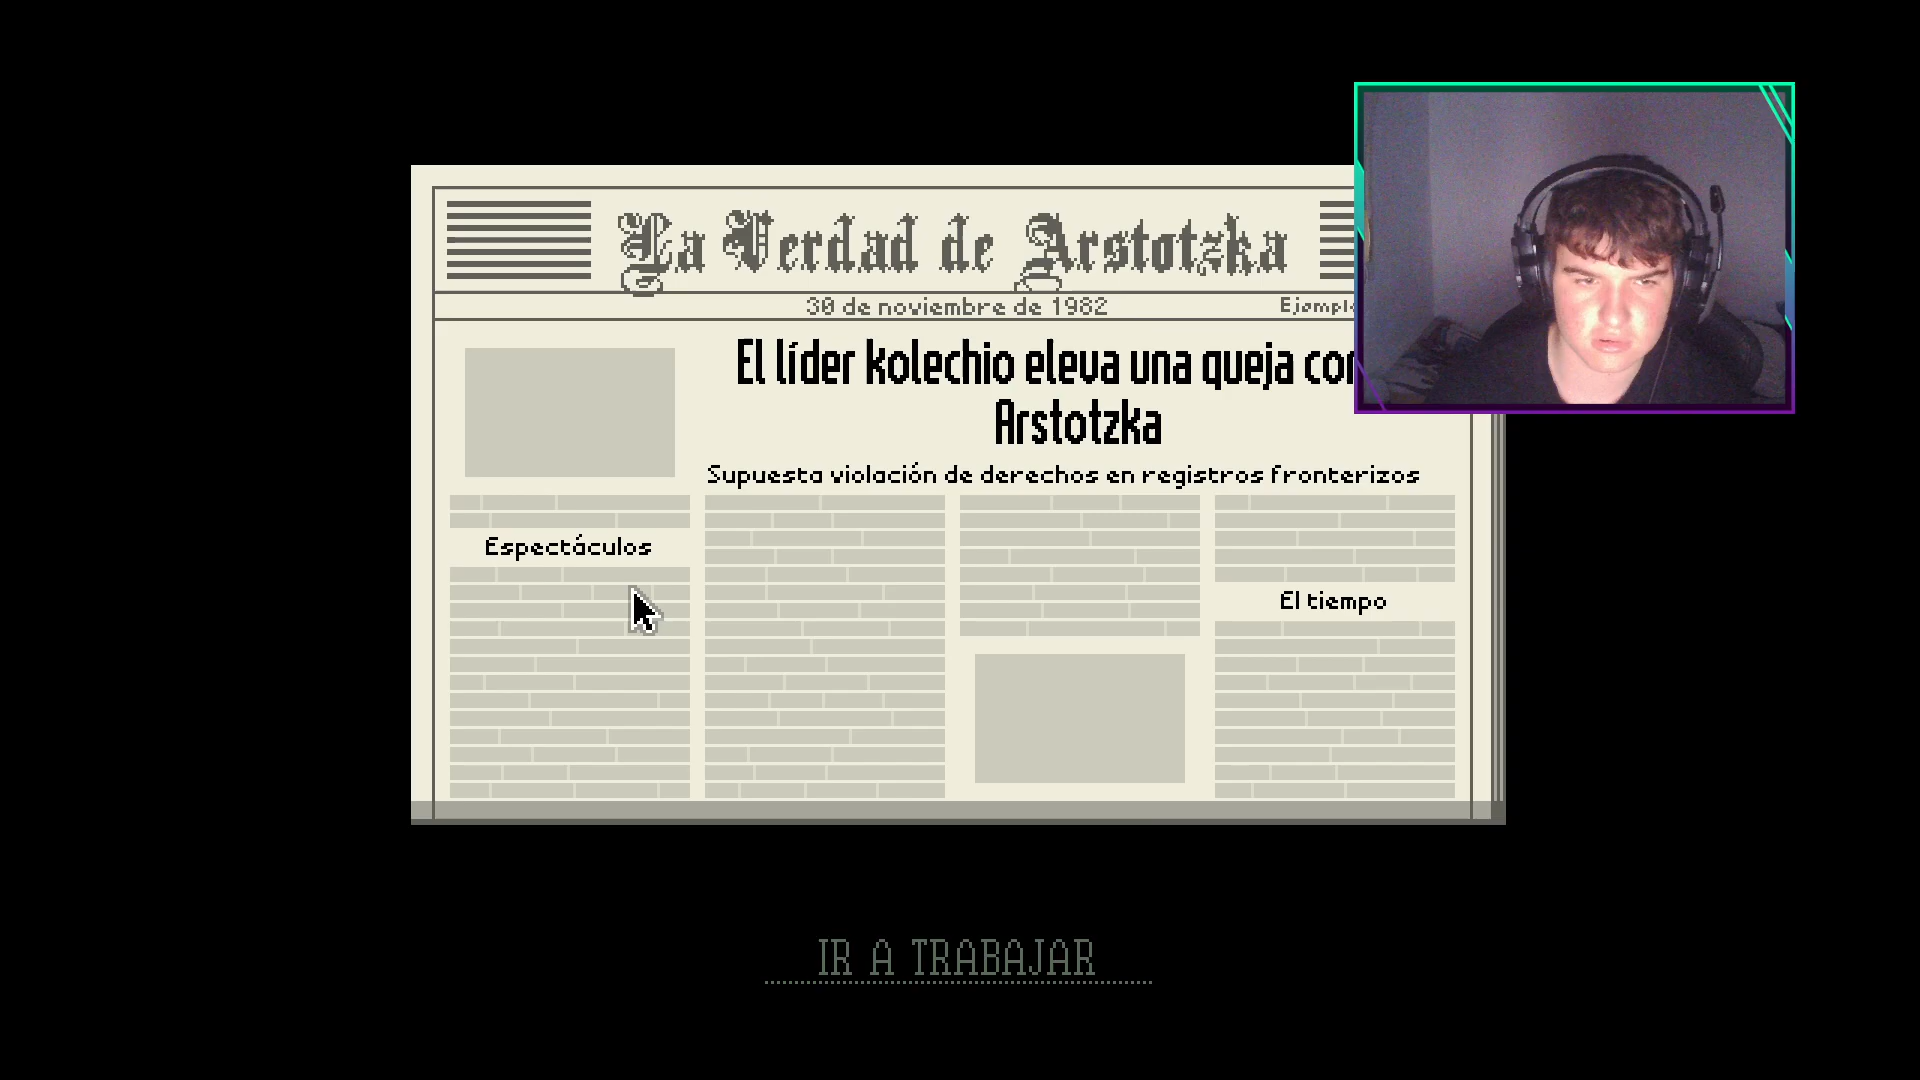 La Verdad de Arstotzka
30 de noviembre de 1982
El líder kolechio eleva una queja
Arstotzka
Supuesta violación de derechos en registros fronterizos
Espectáculos
El tiempo
IR A TRABAJAR